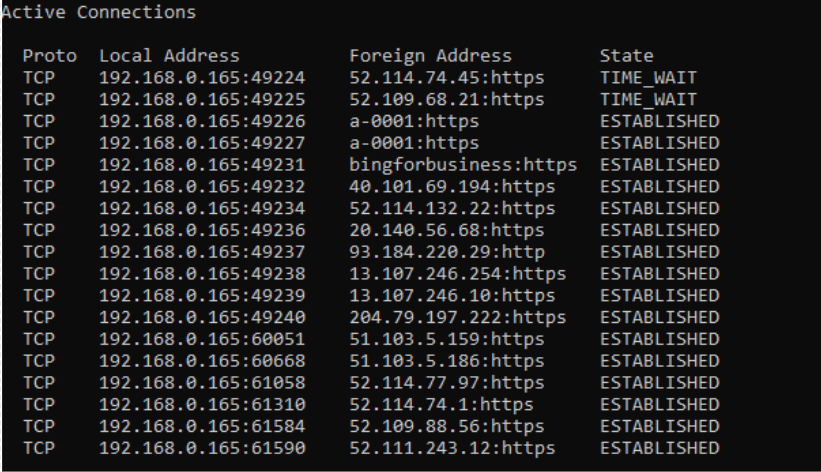 Active Connections
Proto Local Address Foreign Address State
TCP 192.168.0.165:49224 52.114.74.45:https TIME_WAIT
TCP 192.168.0.165:49225 52.109.68.21:https TIME_WAIT
TCP 192.168.0.165:49226 a-0001:https ESTABLISHED
TCP 192.168.0.165:49227 a-0001:https ESTABLISHED
TCP 192.168.0.165:49231 bingforbusiness:https ESTABLISHED
TCP 192.168.0.165:49232 40.101.69.194:https ESTABLISHED
TCP 192.168.0.165:49234 52.114.132.22:https ESTABLISHED
TCP 192.168.0.165:49236 20.140.56.68:https ESTABLISHED
TCP 192.168.0.165:49237 93.184.220.29:http ESTABLISHED
TCP 192.168.0.165:49238 13.107.246.254:https ESTABLISHED
TCP 192.168.0.165:49239 13.107.246.10:https ESTABLISHED
TCP 192.168.0.165:49240 204.79.197.222:https ESTABLISHED
TCP 192.168.0.165:60051 51.103.5.159:https ESTABLISHED
TCP 192.168.0.165:60668 51.103.5.186:https ESTABLISHED
TCP 192.168.0.165:61058 52.114.77.97:https ESTABLISHED
TCP 192.168.0.165:61310 52.114.74.1:https ESTABLISHED
TCP 192.168.0.165:61584 52.109.88.56:https ESTABLISHED
TCP 192.168.0.165:61590 52.111.243.12:https ESTABLISHED